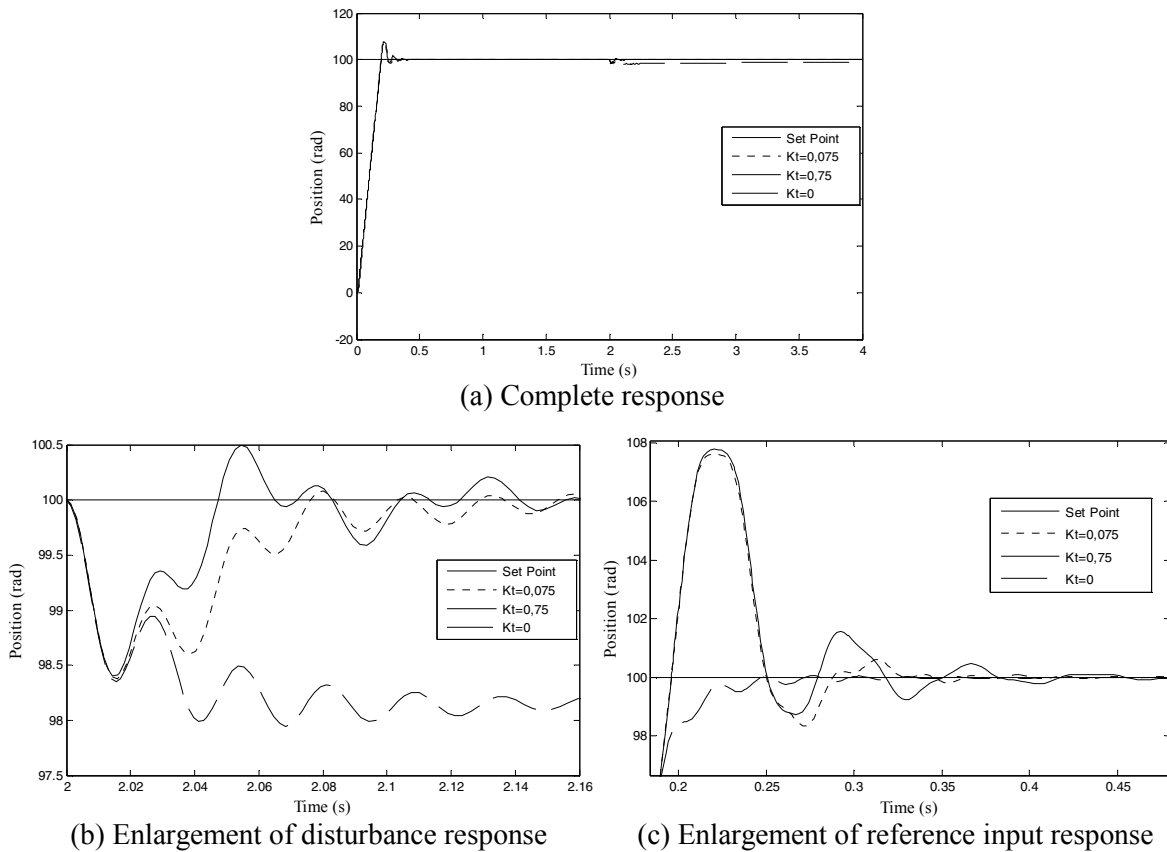 120
100
80
60
40
20
0
-20
Position (rad)
0
0.5
1
1.5
2
2.5
3
3.5
4
Time (s)
Set Point
Kt=0,075
Kt=0,75
Kt=0
(a) Complete response
100.5
100
99.5
99
98.5
98
97.5
Position (rad)
2
2.02
2.04
2.06
2.08
2.1
2.12
2.14
2.16
Time (s)
Set Point
Kt=0,075
Kt=0,75
Kt=0
(b) Enlargement of disturbance response
108
106
104
102
100
98
Position (rad)
0.2
0.25
0.3
0.35
0.4
0.45
Time (s)
Set Point
Kt=0,075
Kt=0,75
Kt=0
(c) Enlargement of reference input response